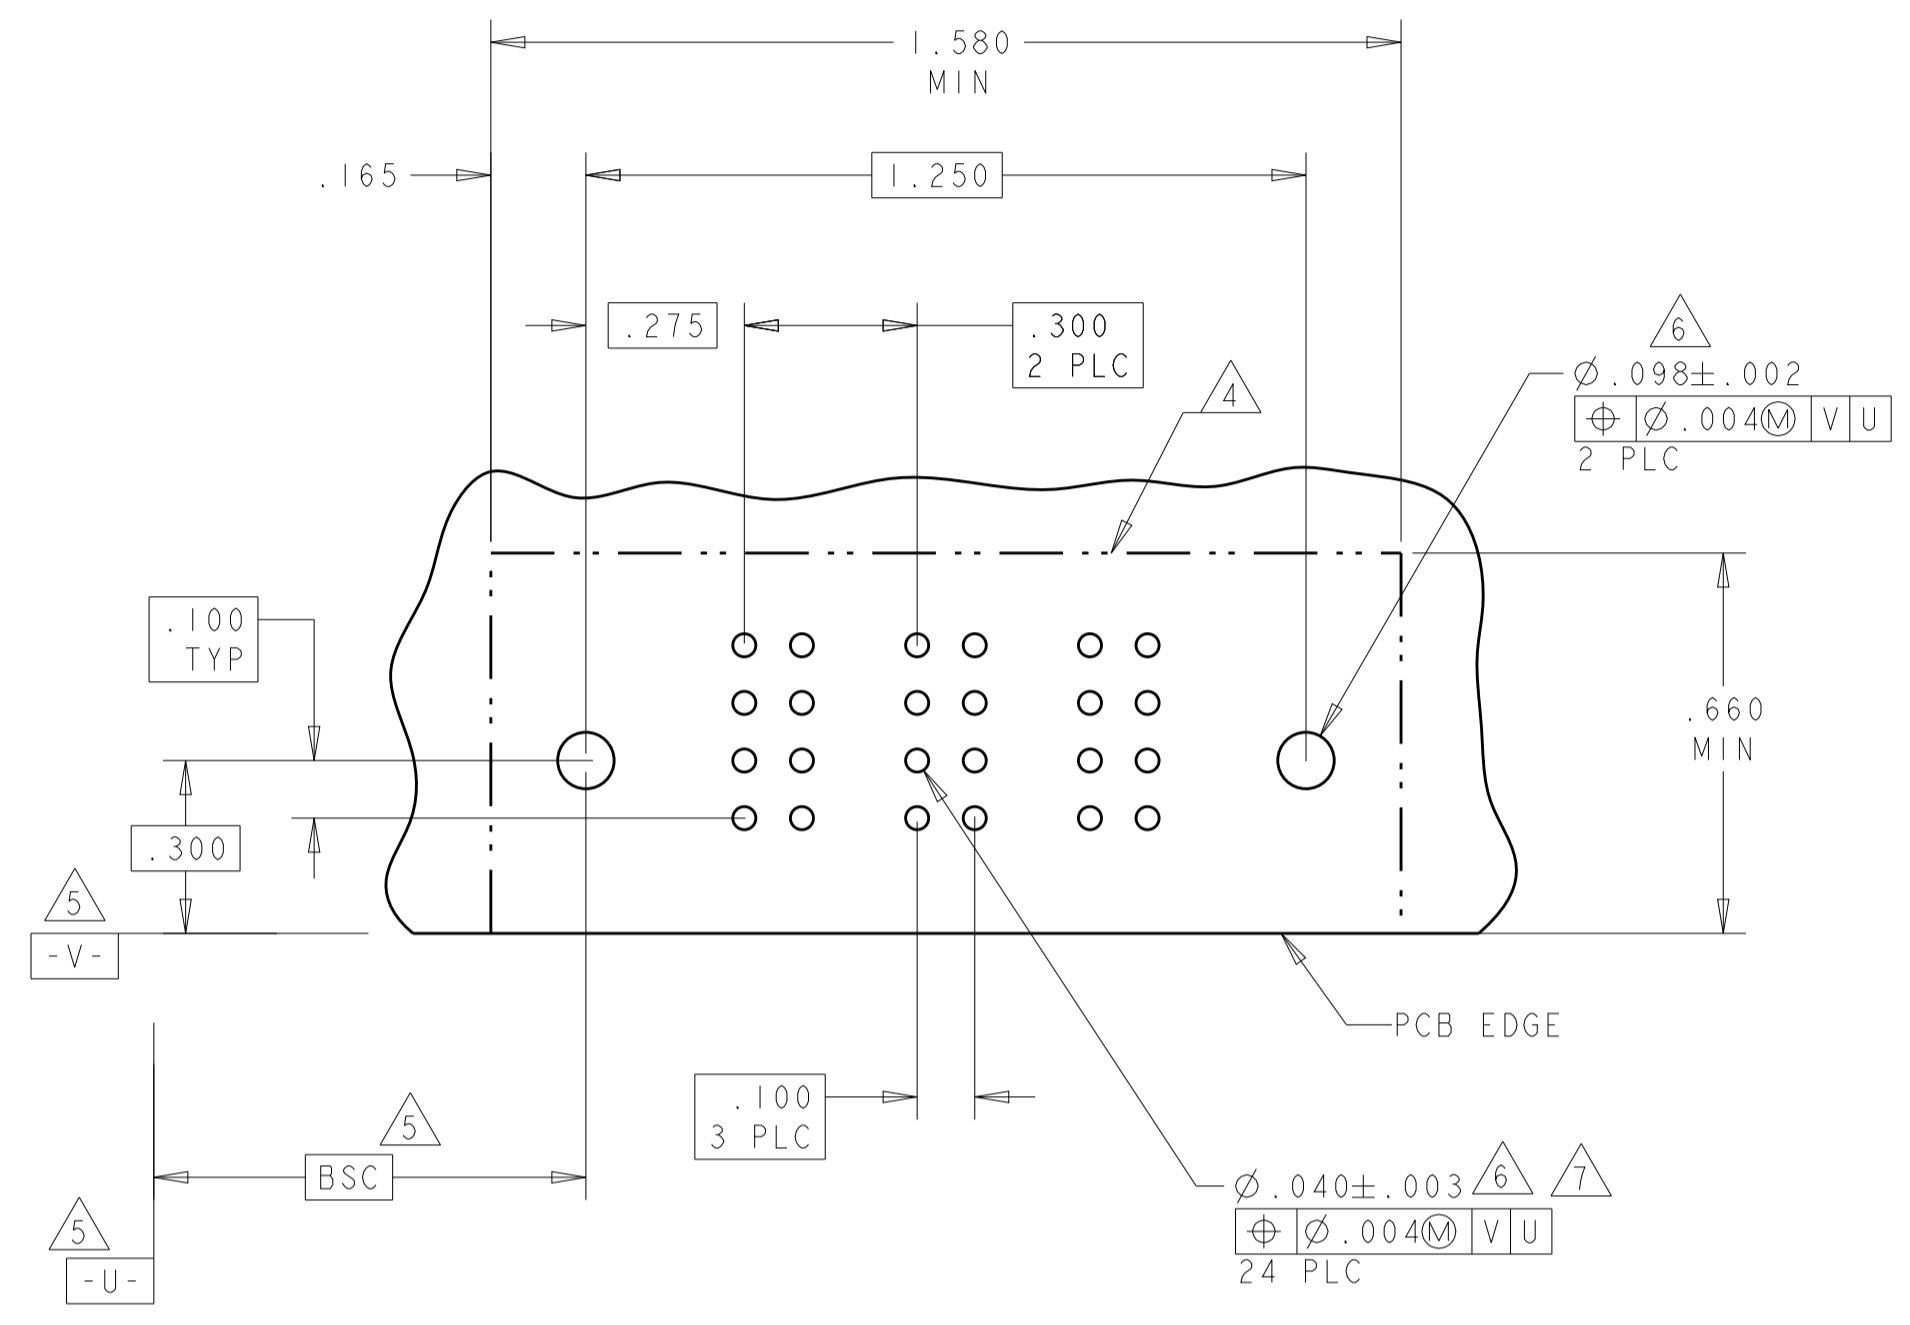 1.580
MIN
.165
1.250
.275
.300
2 PLC
6
Ø.098±.002
⌖ Ø.004Ⓜ V U
2 PLC
4
.100
TYP
.660
MIN
.300
5
-V-
PCB EDGE
.100
3 PLC
5
BSC
5
-U-
Ø.040±.003 6 7
⌖ Ø.004Ⓜ V U
24 PLC